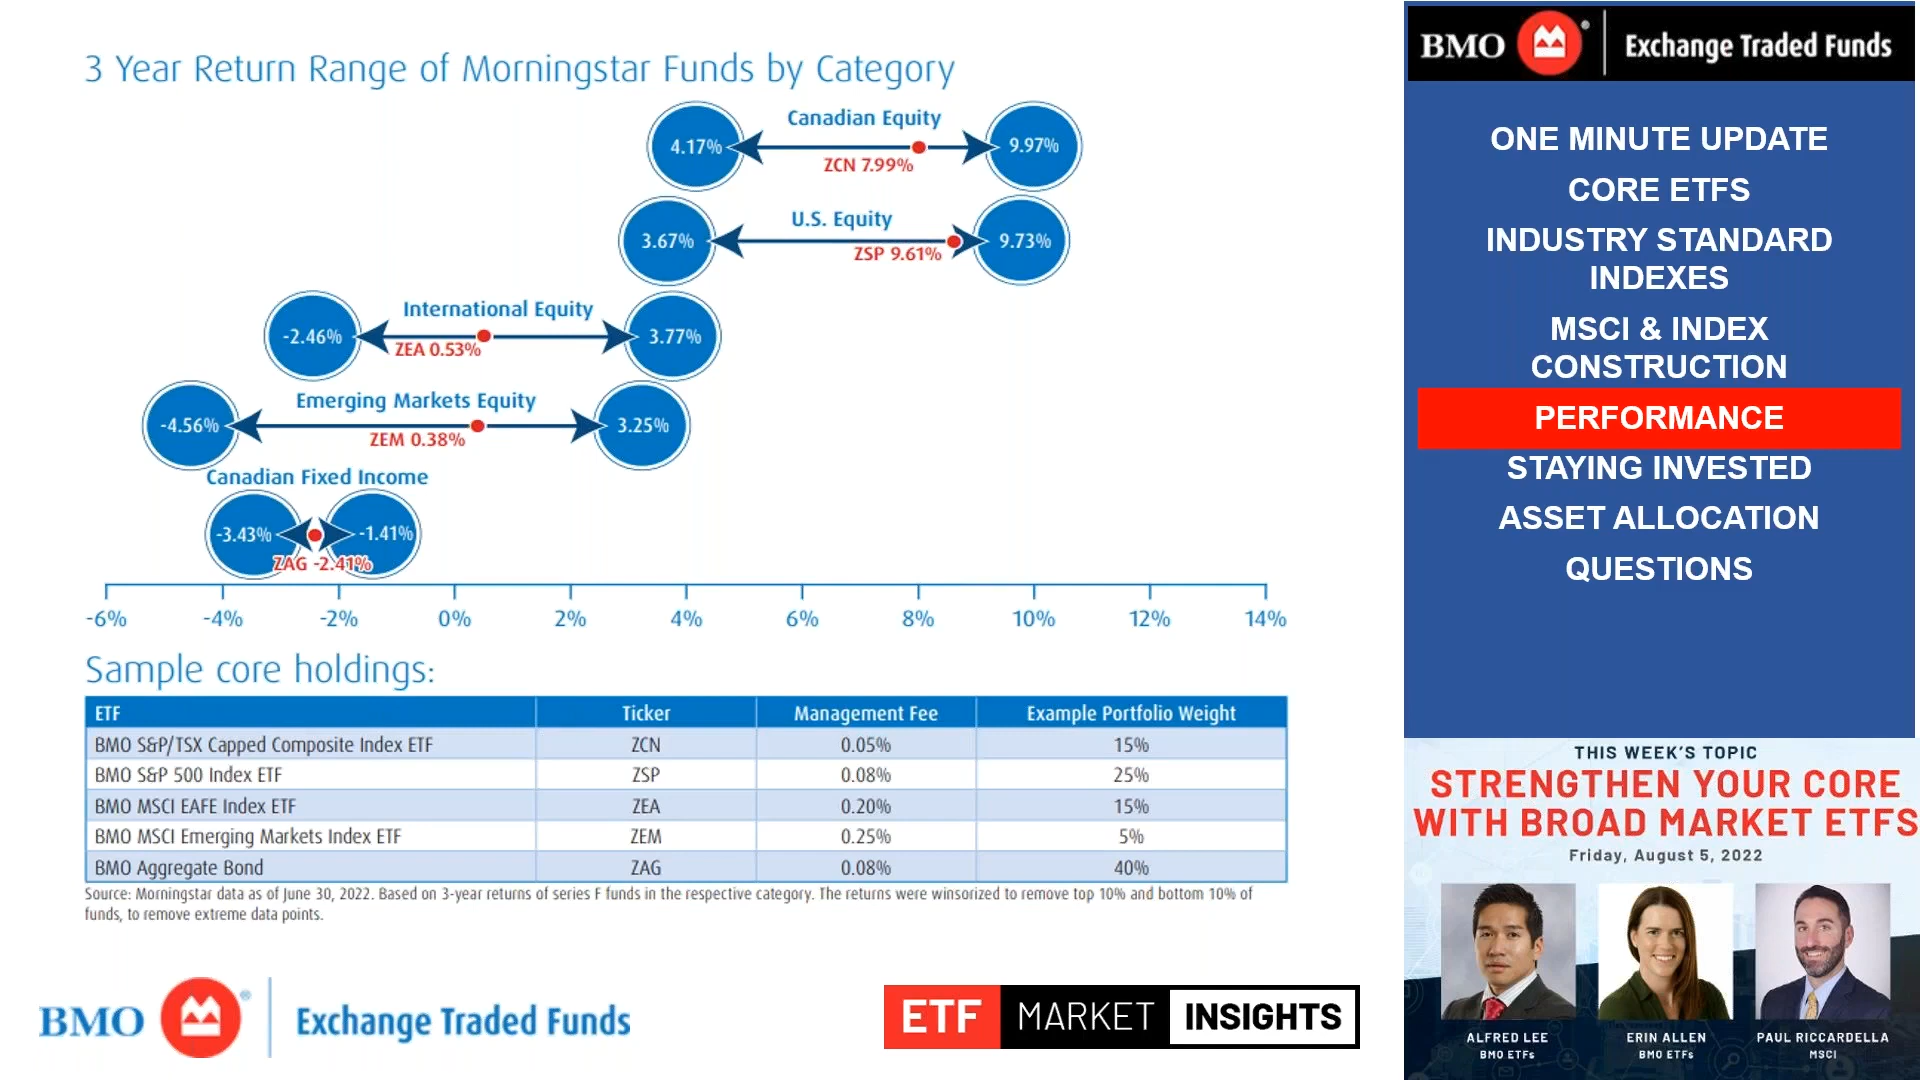 3 Year Return Range of Morningstar Funds by Category
Canadian Equity
4.17%
9.97%
ZCN 7.99%
U.S. Equity
3.67%
9.73%
ZSP 9.61%
International Equity
-2.46%
3.77%
ZEA 0.53%
Emerging Markets Equity
-4.56%
3.25%
ZEM 0.38%
Canadian Fixed Income
-3.43%
-1.41%
ZAG -2.41%
-6% -4% -2% 0% 2% 4% 6% 8% 10% 12% 14%
Sample core holdings:
ETF Ticker Management Fee Example Portfolio Weight
BMO S&P/TSX Capped Composite Index ETF ZCN 0.05% 15%
BMO S&P 500 Index ETF ZSP 0.08% 25%
BMO MSCI EAFE Index ETF ZEA 0.20% 15%
BMO MSCI Emerging Markets Index ETF ZEM 0.25% 5%
BMO Aggregate Bond ZAG 0.08% 40%
Source: Morningstar data as of June 30, 2022. Based on 3-year returns of series F funds in the respective category. The returns were winsorized to remove top 10% and bottom 10% of
funds, to remove extreme data points.
BMO ® Exchange Traded Funds
ETF MARKET INSIGHTS
BMO ® Exchange Traded Funds
ONE MINUTE UPDATE
CORE ETFS
INDUSTRY STANDARD
INDEXES
MSCI & INDEX
CONSTRUCTION
PERFORMANCE
STAYING INVESTED
ASSET ALLOCATION
QUESTIONS
THIS WEEK'S TOPIC
STRENGTHEN YOUR CORE
WITH BROAD MARKET ETFS
Friday, August 5, 2022
ALFRED LEE
BMO ETFs
ERIN ALLEN
BMO ETFs
PAUL RICCARDELLA
MSCI